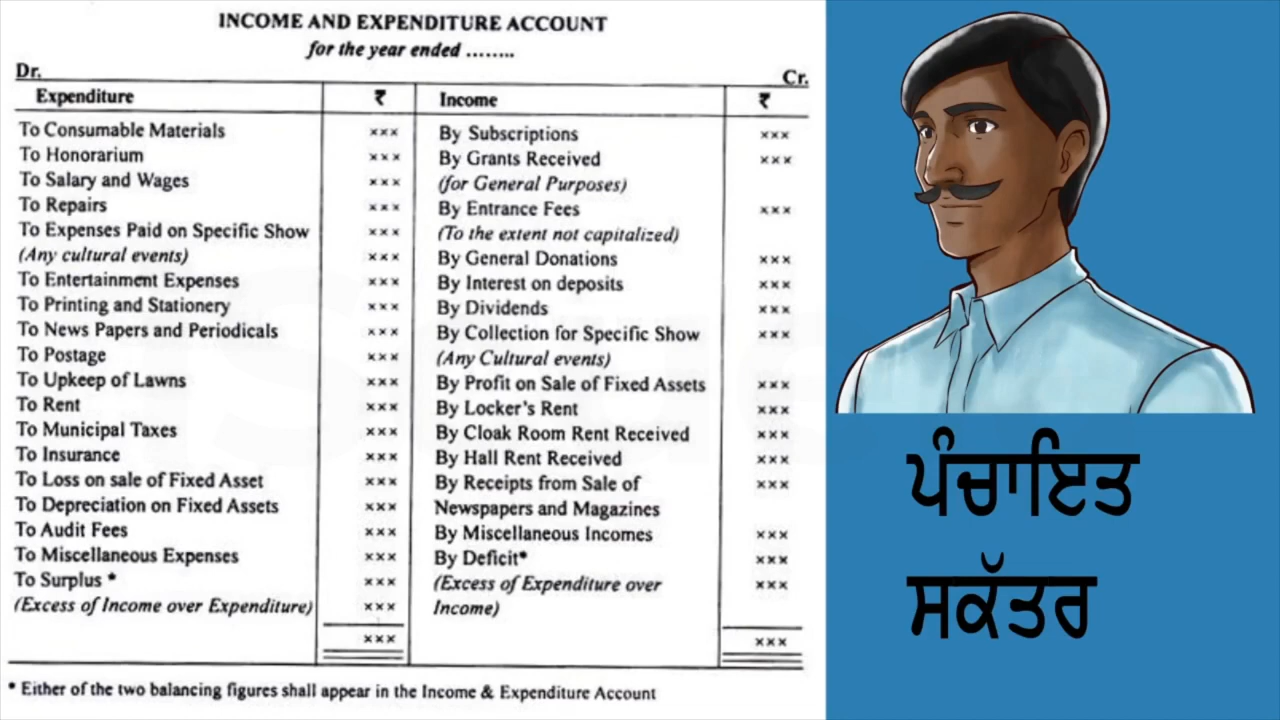 INCOME AND EXPENDITURE ACCOUNT
for the year ended ........
Dr. Cr.
Expenditure ₹ Income ₹
To Consumable Materials ××× By Subscriptions ×××
To Honorarium ××× By Grants Received ×××
To Salary and Wages ××× (for General Purposes)
To Repairs ××× By Entrance Fees ×××
To Expenses Paid on Specific Show ××× (To the extent not capitalized)
(Any cultural events) ××× By General Donations ×××
To Entertainment Expenses ××× By Interest on deposits ×××
To Printing and Stationery ××× By Dividends ×××
To News Papers and Periodicals ××× By Collection for Specific Show ×××
To Postage ××× (Any Cultural events)
To Upkeep of Lawns ××× By Profit on Sale of Fixed Assets ×××
To Rent ××× By Locker's Rent ×××
To Municipal Taxes ××× By Cloak Room Rent Received ×××
To Insurance ××× By Hall Rent Received ×××
To Loss on sale of Fixed Asset ××× By Receipts from Sale of ×××
To Depreciation on Fixed Assets ××× Newspapers and Magazines
To Audit Fees ××× By Miscellaneous Incomes ×××
To Miscellaneous Expenses ××× By Deficit* ×××
To Surplus * ××× (Excess of Expenditure over ×××
(Excess of Income over Expenditure) ××× Income)
××× ×××
* Either of the two balancing figures shall appear in the Income & Expenditure Account
ਪੰਚਾਇਤ
ਸਕੱਤਰ